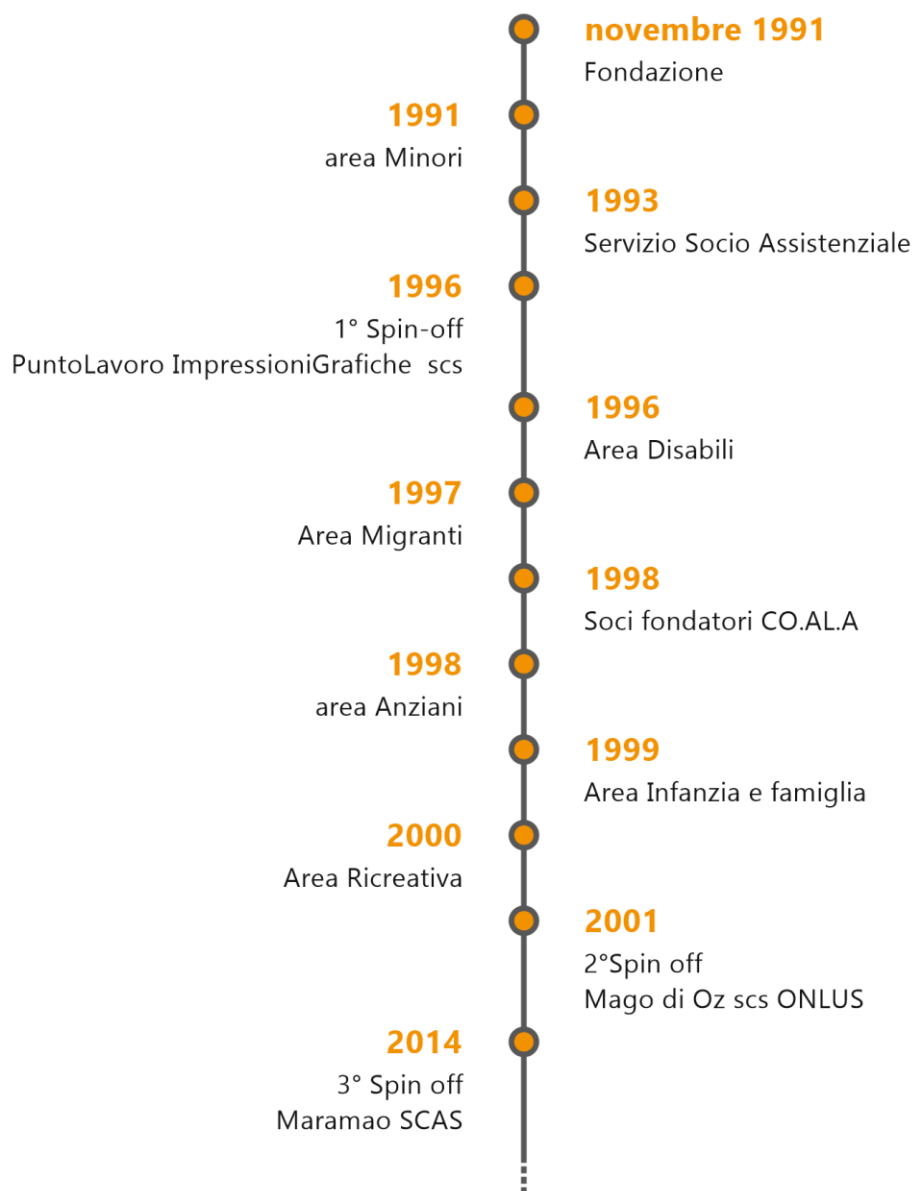 novembre 1991
Fondazione
1991
area Minori
1993
Servizio Socio Assistenziale
1996
1° Spin-off
PuntoLavoro ImpressioniGrafiche scs
1996
Area Disabili
1997
Area Migranti
1998
Soci fondatori CO.AL.A
1998
area Anziani
1999
Area Infanzia e famiglia
2000
Area Ricreativa
2001
2°Spin off
Mago di Oz scs ONLUS
2014
3° Spin off
Maramao SCAS